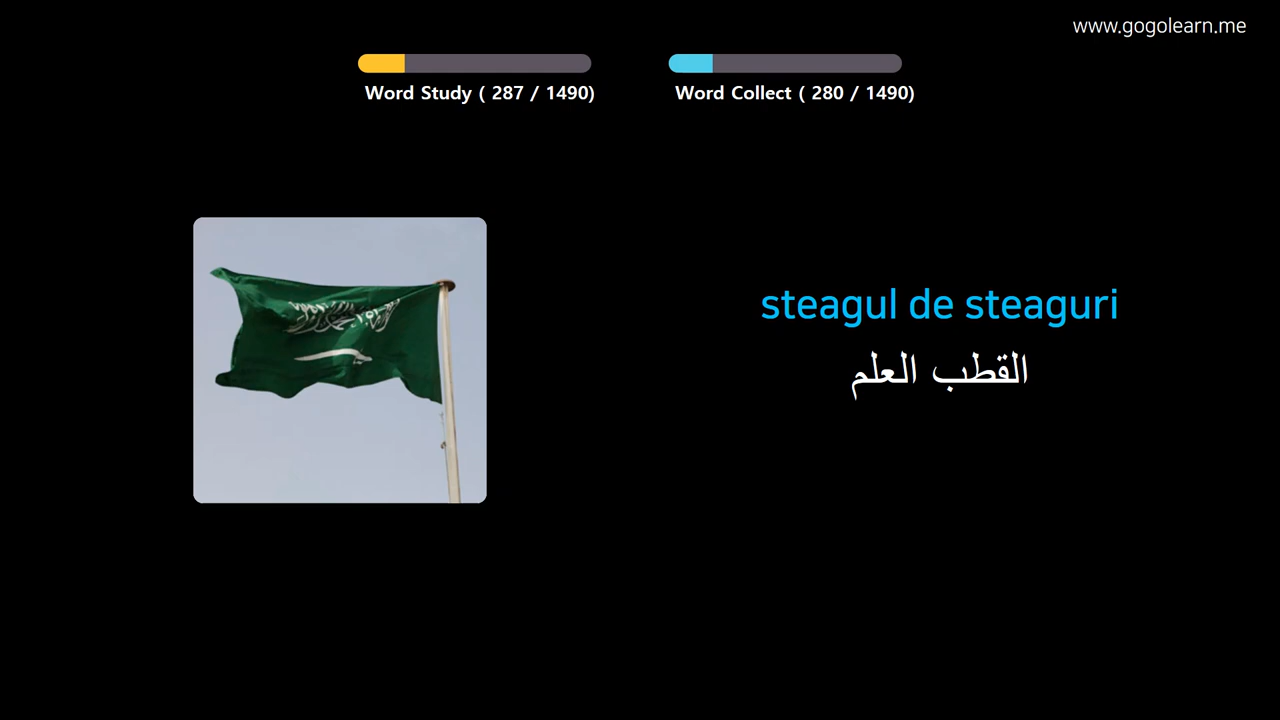 www.gogolearn.me
Word Study ( 287 / 1490)
Word Collect ( 280 / 1490)
steagul de steaguri
القطب العلم